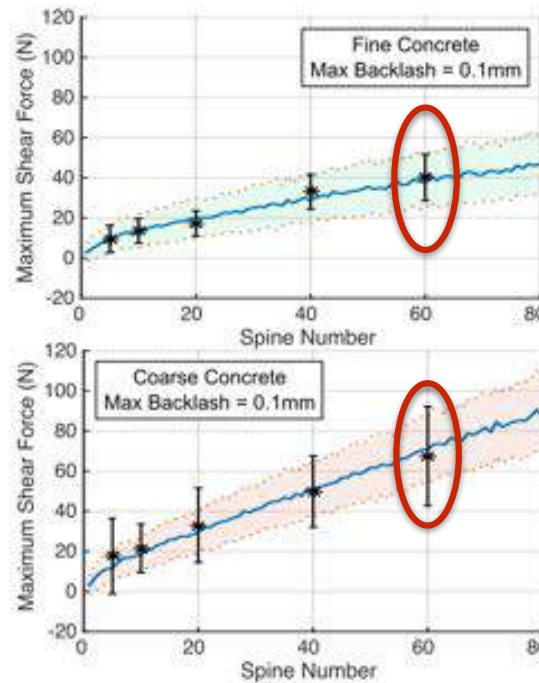 Maximum Shear Force (N)
120
100
80
60
40
20
0
-20
Fine Concrete
Max Backlash = 0.1mm
0 20 40 60 80
Spine Number
Maximum Shear Force (N)
120
100
80
60
40
20
0
-20
Coarse Concrete
Max Backlash = 0.1mm
0 20 40 60 80
Spine Number